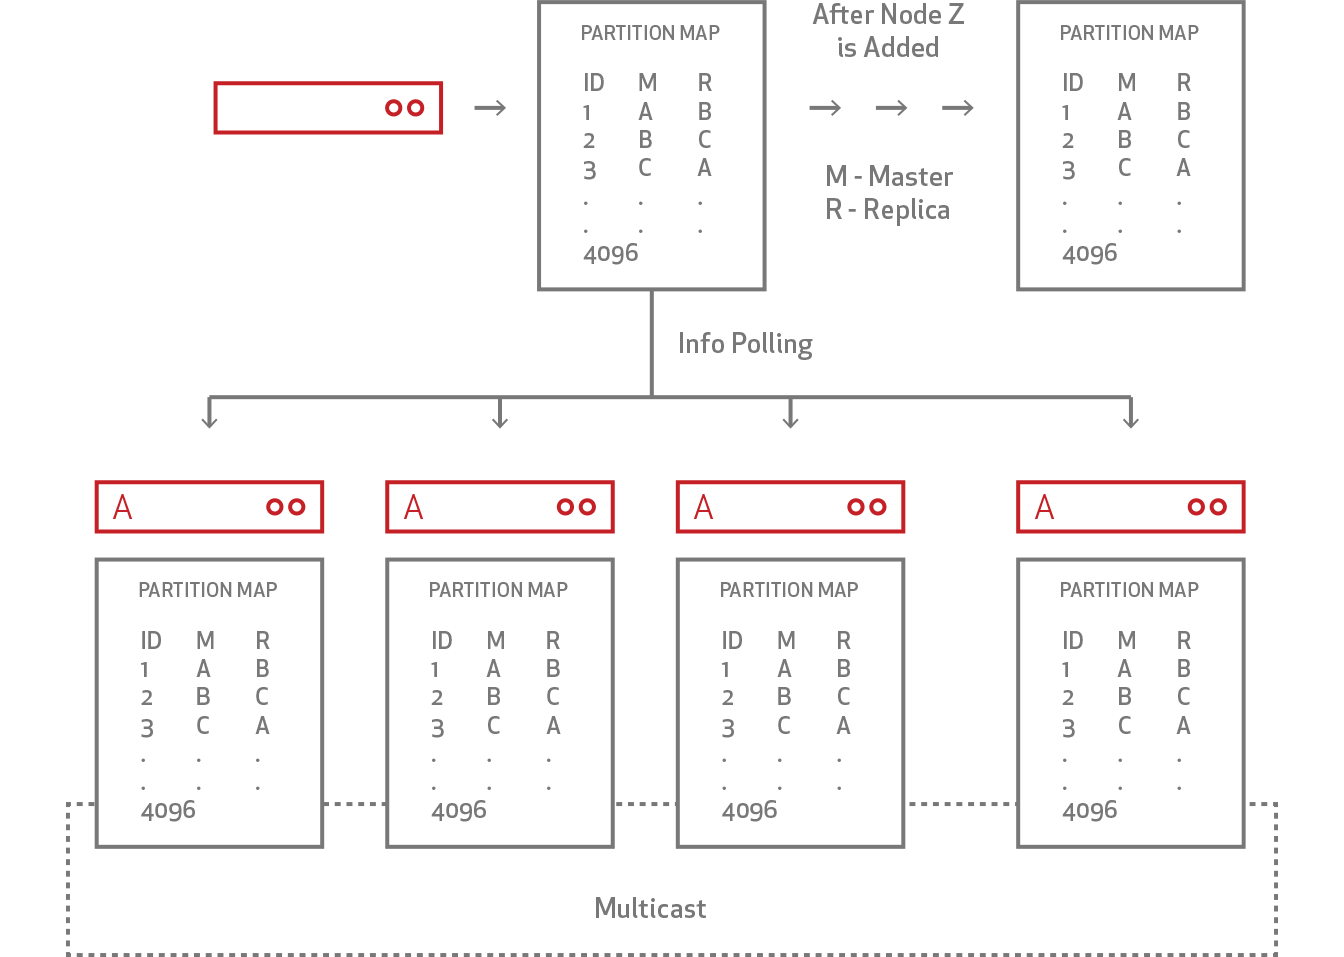 PARTITION MAP
ID M R
1 A B
2 B C
3 C A
. . .
. . .
4096
After Node Z
is Added
M - Master
R - Replica
PARTITION MAP
ID M R
1 A B
2 B C
3 C A
. . .
. . .
4096
Info Polling
A
PARTITION MAP
ID M R
1 A B
2 B C
3 C A
. . .
. . .
4096
A
PARTITION MAP
ID M R
1 A B
2 B C
3 C A
. . .
. . .
4096
A
PARTITION MAP
ID M R
1 A B
2 B C
3 C A
. . .
. . .
4096
A
PARTITION MAP
ID M R
1 A B
2 B C
3 C A
. . .
. . .
4096
Multicast